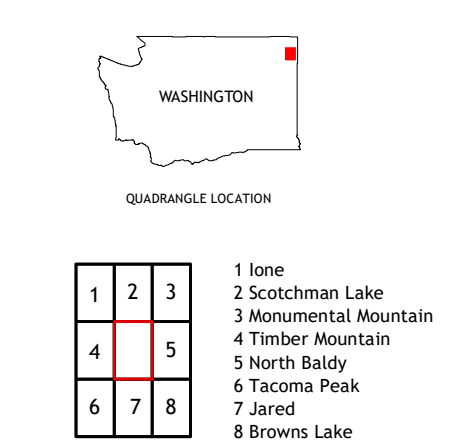 WASHINGTON
QUADRANGLE LOCATION
1 2 3
4 5
6 7 8
1 Ione
2 Scotchman Lake
3 Monumental Mountain
4 Timber Mountain
5 North Baldy
6 Tacoma Peak
7 Jared
8 Browns Lake